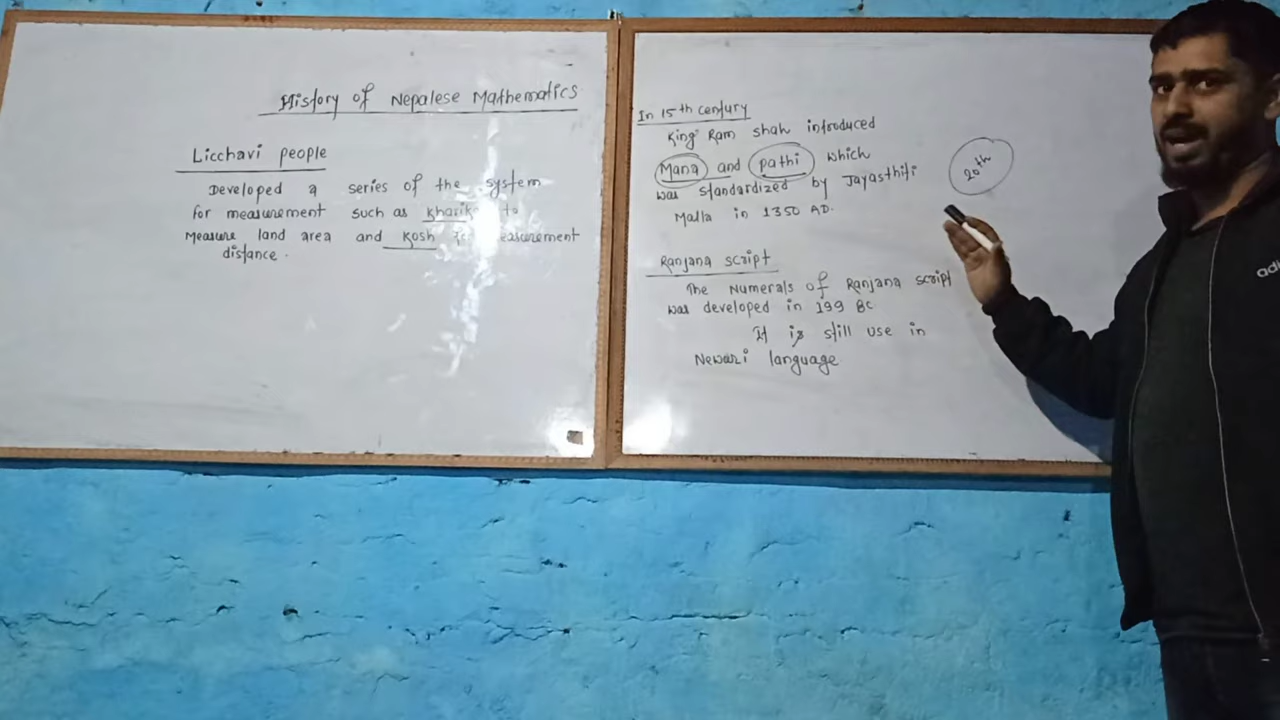 History of Nepalese Mathematics
Licchavi people
Developed a series of the system
for measurement such as to
Measure land area and kosh
distance.
In 15th century
King Ram shah introduced
Mana and pathi which
was standardized by Jayasthiti
Malla in 1350 AD.
20th
Ranjana script
The Numerals of Ranjana script
was developed in 199 BC
It is still use in
Newari language.
adi